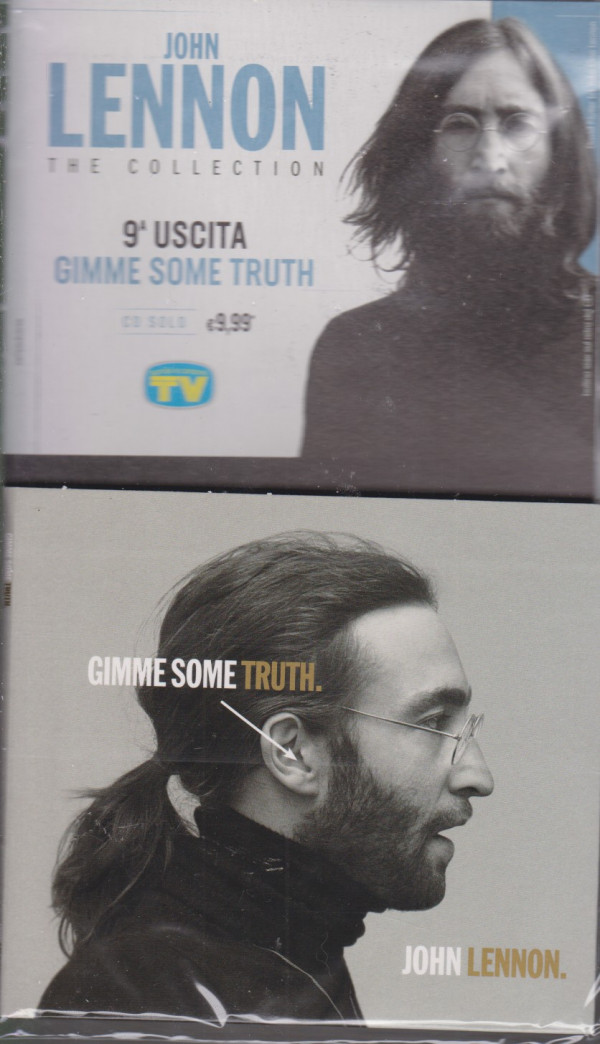 JOHN
LENNON
THE COLLECTION
9ª USCITA
GIMME SOME TRUTH
CD SOLO €9,99*
TV
GIMME SOME TRUTH.
JOHN LENNON.